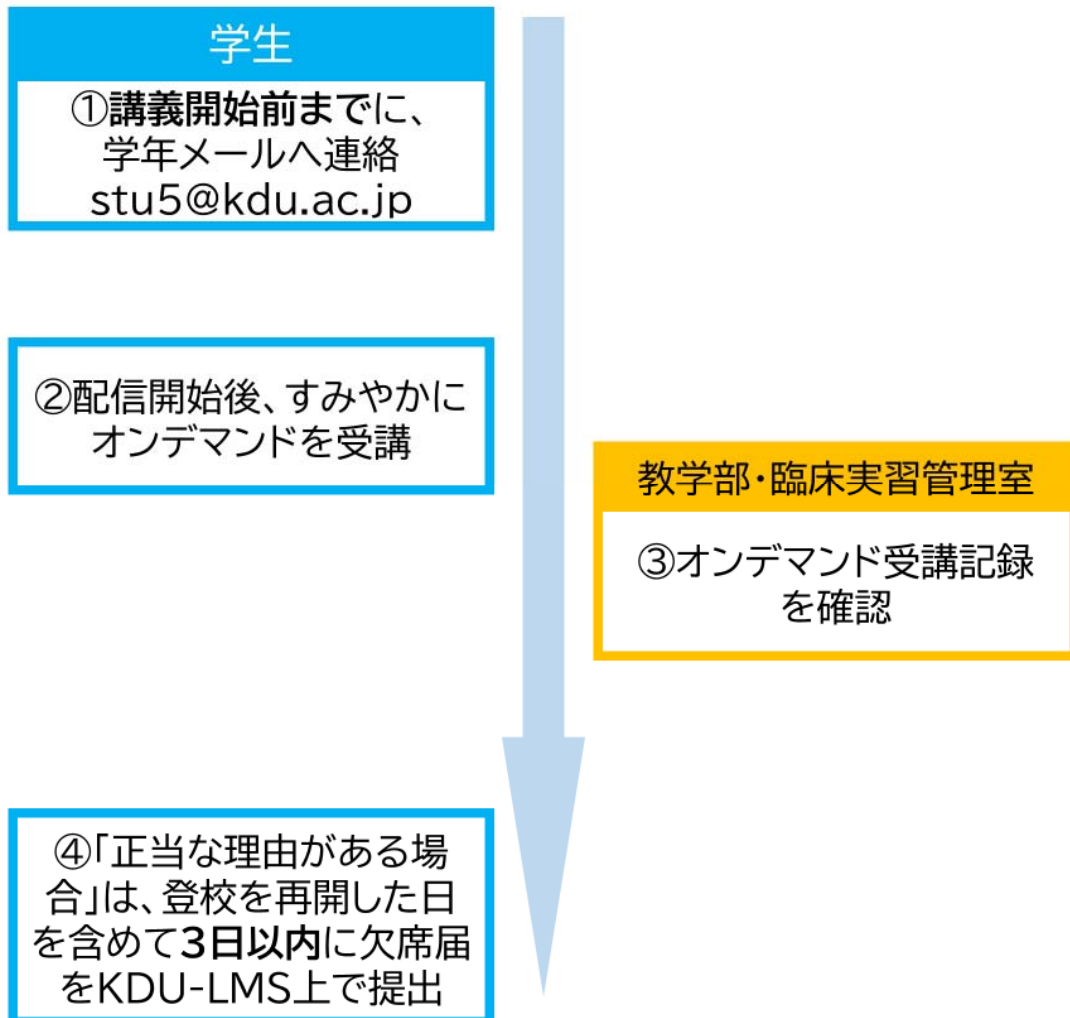 学生
①講義開始前までに、
学年メールへ連絡
stu5@kdu.ac.jp
②配信開始後、すみやかに
オンデマンドを受講
教学部・臨床実習管理室
③オンデマンド受講記録
を確認
④「正当な理由がある場
合」は、登校を再開した日
を含めて3日以内に欠席届
をKDU-LMS上で提出